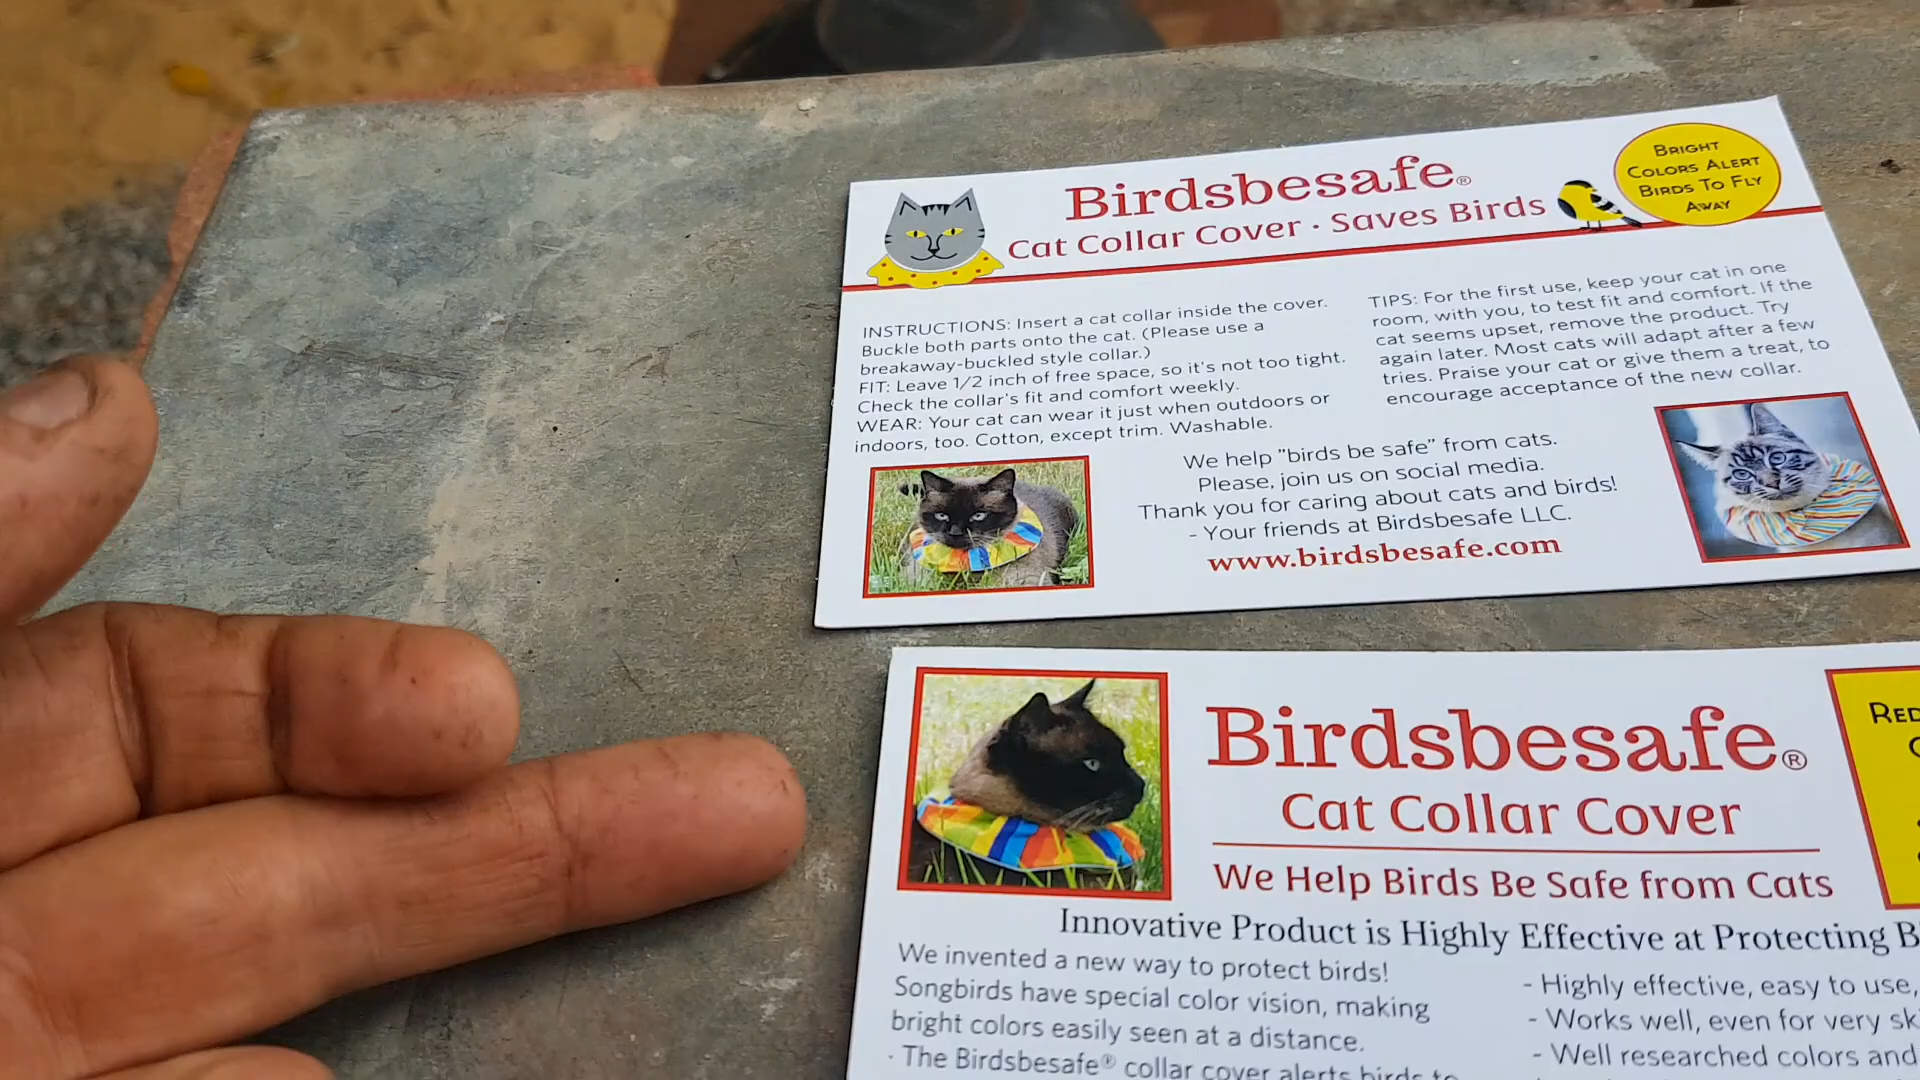 Birdsbesafe®
Cat Collar Cover · Saves Birds
BRIGHT
COLORS ALERT
BIRDS TO FLY
AWAY
INSTRUCTIONS: Insert a cat collar inside the cover.
Buckle both parts onto the cat. (Please use a
breakaway-buckled style collar.)
FIT: Leave 1/2 inch of free space, so it's not too tight.
Check the collar's fit and comfort weekly.
WEAR: Your cat can wear it just when outdoors or
indoors, too. Cotton, except trim. Washable.
TIPS: For the first use, keep your cat in one
room, with you, to test fit and comfort. If the
cat seems upset, remove the product. Try
again later. Most cats will adapt after a few
tries. Praise your cat or give them a treat, to
encourage acceptance of the new collar.
We help "birds be safe" from cats.
Please, join us on social media.
Thank you for caring about cats and birds!
- Your friends at Birdsbesafe LLC.
www.birdsbesafe.com
Birdsbesafe®
Cat Collar Cover
We Help Birds Be Safe from Cats
RED
Innovative Product is Highly Effective at Protecting B
We invented a new way to protect birds!
Songbirds have special color vision, making
bright colors easily seen at a distance.
· The Birdsbesafe® collar cover alerts birds to
- Highly effective, easy to use,
- Works well, even for very sk
- Well researched colors and